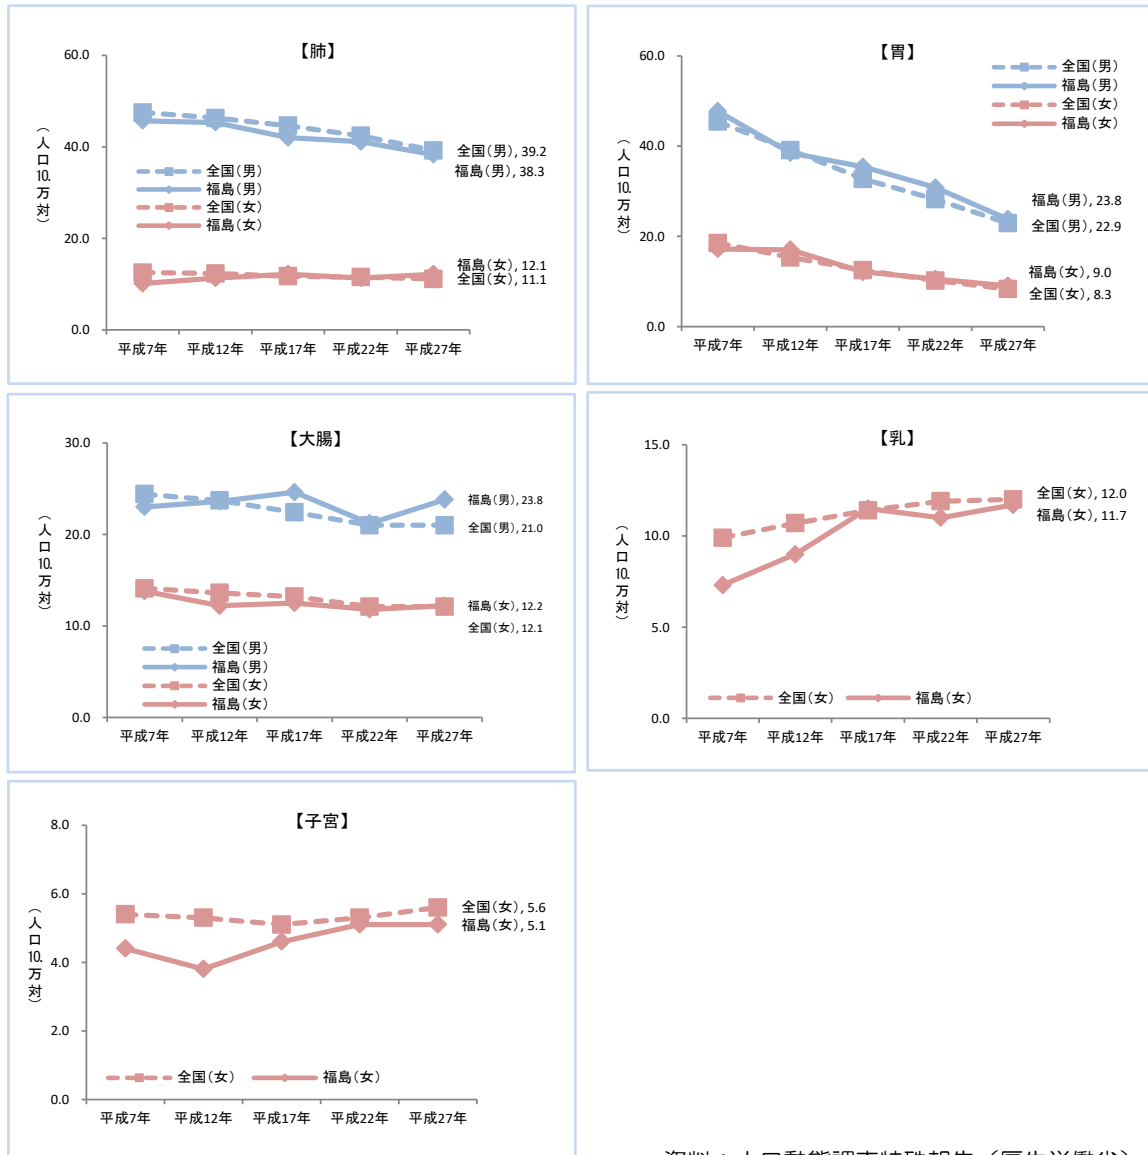 【肺】
60.0
40.0
20.0
0.0
(人口10万対)
全国(男)
福島(男)
全国(女)
福島(女)
全国(男), 39.2
福島(男), 38.3
福島(女), 12.1
全国(女), 11.1
平成7年 平成12年 平成17年 平成22年 平成27年
【胃】
60.0
40.0
20.0
0.0
(人口10万対)
全国(男)
福島(男)
全国(女)
福島(女)
福島(男), 23.8
全国(男), 22.9
福島(女), 9.0
全国(女), 8.3
平成7年 平成12年 平成17年 平成22年 平成27年
【大腸】
30.0
20.0
10.0
0.0
(人口10万対)
福島(男), 23.8
全国(男), 21.0
福島(女), 12.2
全国(女), 12.1
全国(男)
福島(男)
全国(女)
福島(女)
平成7年 平成12年 平成17年 平成22年 平成27年
【乳】
15.0
10.0
5.0
0.0
(人口10万対)
全国(女), 12.0
福島(女), 11.7
全国(女) 福島(女)
平成7年 平成12年 平成17年 平成22年 平成27年
【子宮】
8.0
6.0
4.0
2.0
0.0
(人口10万対)
全国(女), 5.6
福島(女), 5.1
全国(女) 福島(女)
平成7年 平成12年 平成17年 平成22年 平成27年
資料:人口動態調査特殊報告(厚生労働省)